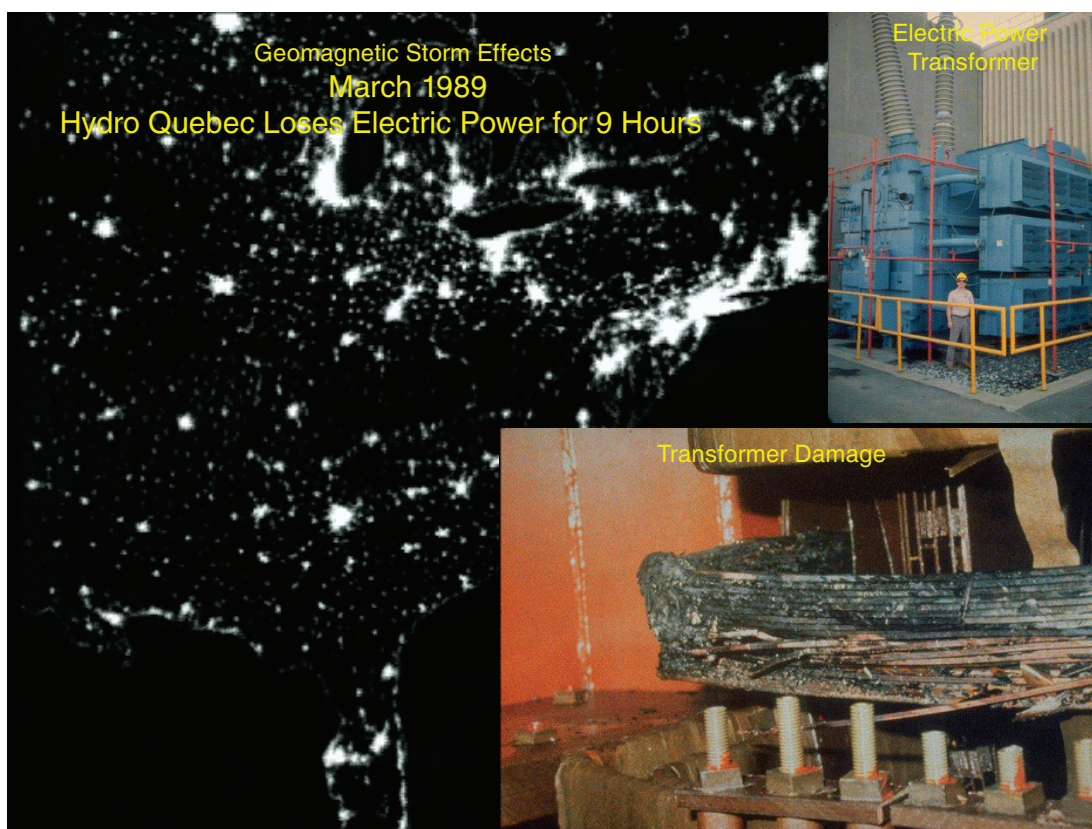 Geomagnetic Storm Effects
March 1989
Hydro Quebec Loses Electric Power for 9 Hours
Electric Power
Transformer
Transformer Damage